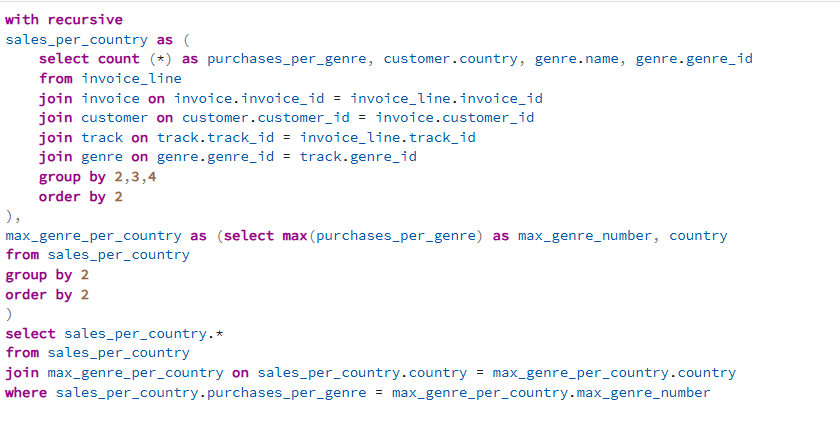 with recursive
sales_per_country as (
select count (*) as purchases_per_genre, customer.country, genre.name, genre.genre_id
from invoice_line
join invoice on invoice.invoice_id = invoice_line.invoice_id
join customer on customer.customer_id = invoice.customer_id
join track on track.track_id = invoice_line.track_id
join genre on genre.genre_id = track.genre_id
group by 2,3,4
order by 2
),
max_genre_per_country as (select max(purchases_per_genre) as max_genre_number, country
from sales_per_country
group by 2
order by 2
)
select sales_per_country.*
from sales_per_country
join max_genre_per_country on sales_per_country.country = max_genre_per_country.country
where sales_per_country.purchases_per_genre = max_genre_per_country.max_genre_number